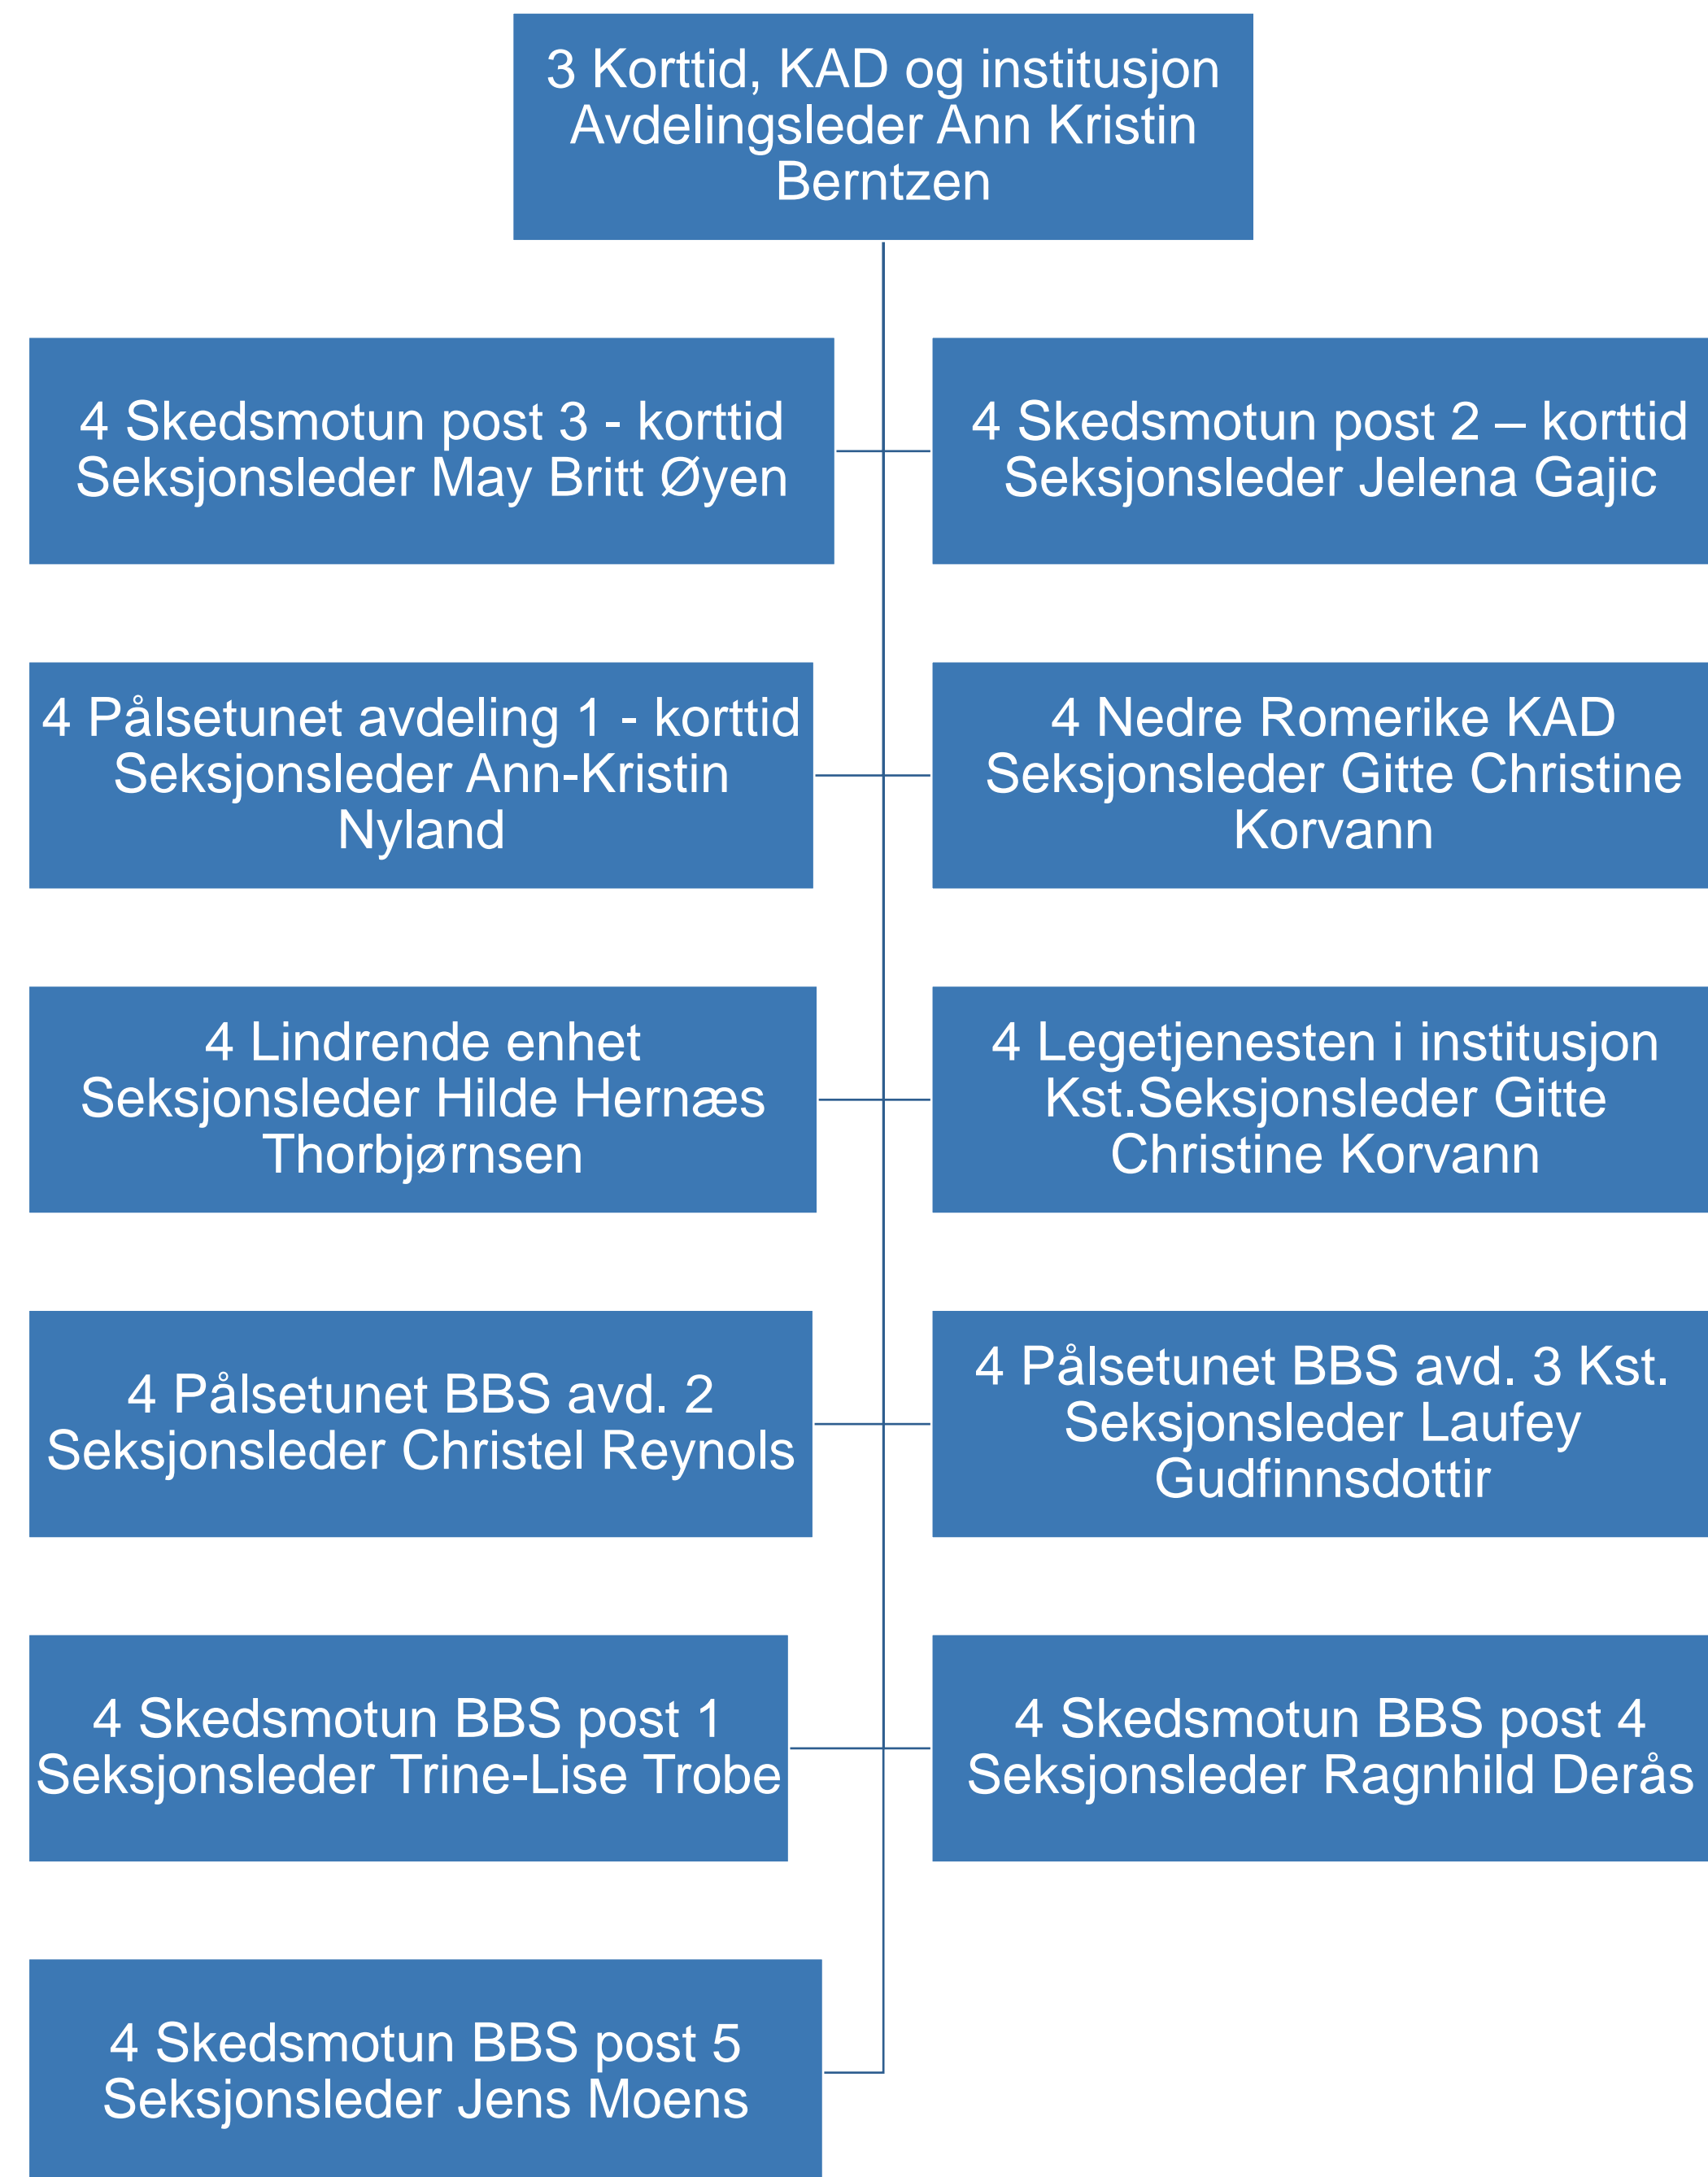 3 Korttid, KAD og institusjon
Avdelingsleder Ann Kristin
Berntzen
4 Skedsmotun post 3 - korttid
Seksjonsleder May Britt Øyen
4 Skedsmotun post 2 – korttid
Seksjonsleder Jelena Gajic
4 Pålsetunet avdeling 1 - korttid
Seksjonsleder Ann-Kristin
Nyland
4 Nedre Romerike KAD
Seksjonsleder Gitte Christine
Korvann
4 Lindrende enhet
Seksjonsleder Hilde Hernæs
Thorbjørnsen
4 Legetjenesten i institusjon
Kst.Seksjonsleder Gitte
Christine Korvann
4 Pålsetunet BBS avd. 2
Seksjonsleder Christel Reynols
4 Pålsetunet BBS avd. 3 Kst.
Seksjonsleder Laufey
Gudfinnsdottir
4 Skedsmotun BBS post 1
Seksjonsleder Trine-Lise Trobe
4 Skedsmotun BBS post 4
Seksjonsleder Ragnhild Derås
4 Skedsmotun BBS post 5
Seksjonsleder Jens Moens